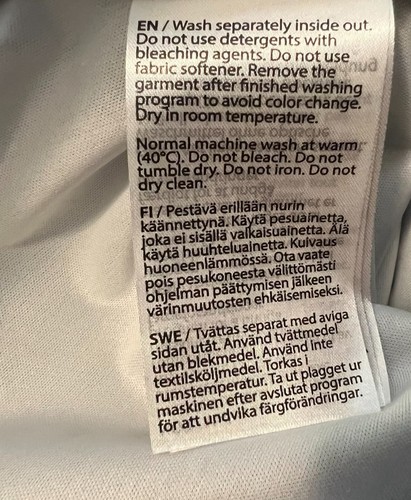 EN / Wash separately inside out.
Do not use detergents with
bleaching agents. Do not use
fabric softener. Remove the
garment after finished washing
program to avoid color change.
Dry in room temperature.
Normal machine wash at warm
(40°C). Do not bleach. Do not
tumble dry. Do not iron. Do not
dry clean.
FI / Pestävä erillään nurin
käännettynä. Käytä pesuainetta,
joka ei sisällä valkaisuainetta. Älä
käytä huuhteluainetta. Kuivaus
huoneenlämmössä. Ota vaate
pois pesukoneesta välittömästi
ohjelman päättymisen jälkeen
värinmuutosten ehkäisemiseksi.
SWE / Tvättas separat med aviga
sidan utåt. Använd tvättmedel
utan blekmedel. Använd inte
textilsköljmedel. Torkas i
rumstemperatur. Ta ut plagget ur
maskinen efter avslutat program
för att undvika färgförändringar.